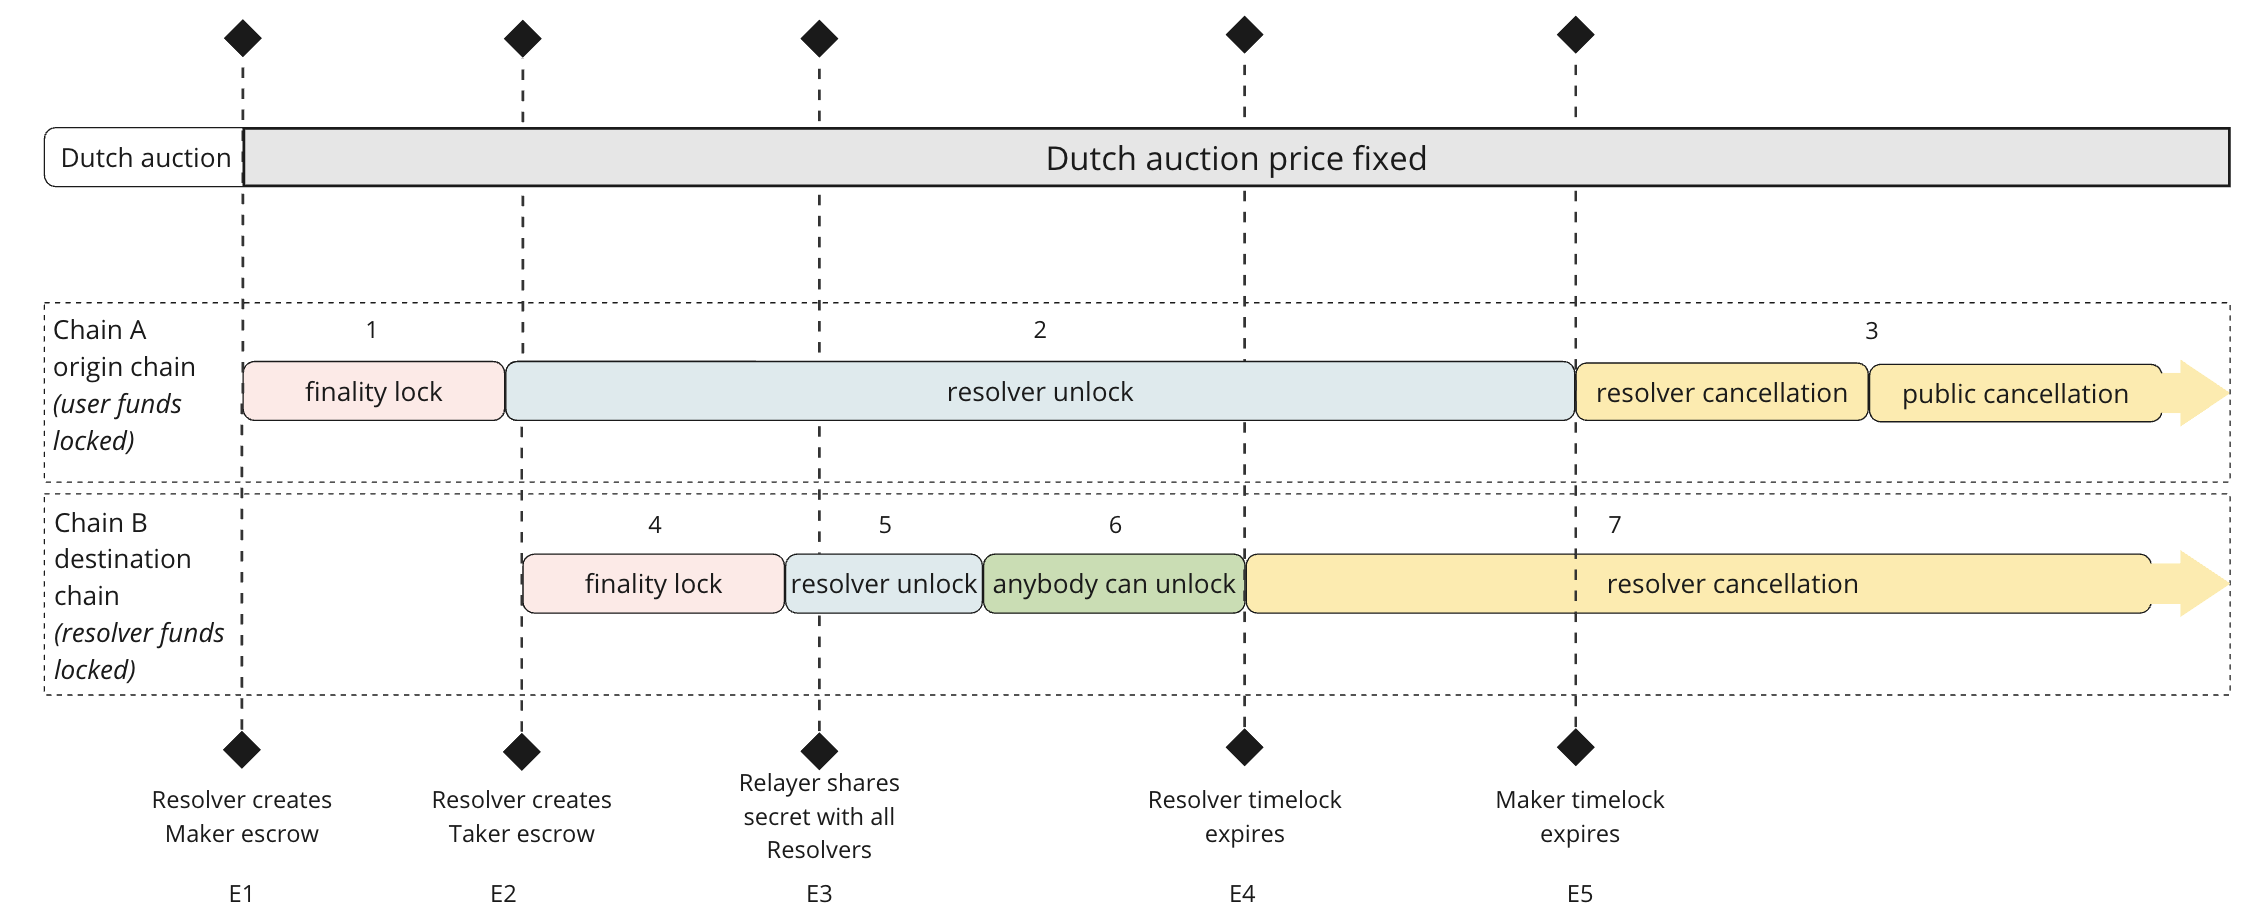 Dutch auction
Dutch auction price fixed
Chain A
origin chain
(user funds
locked)
1
2
3
finality lock
resolver unlock
resolver cancellation
public cancellation
Chain B
destination
chain
(resolver funds
locked)
4
5
6
7
finality lock
resolver unlock
anybody can unlock
resolver cancellation
Resolver creates
Maker escrow
E1
Resolver creates
Taker escrow
E2
Relayer shares
secret with all
Resolvers
E3
Resolver timelock
expires
E4
Maker timelock
expires
E5